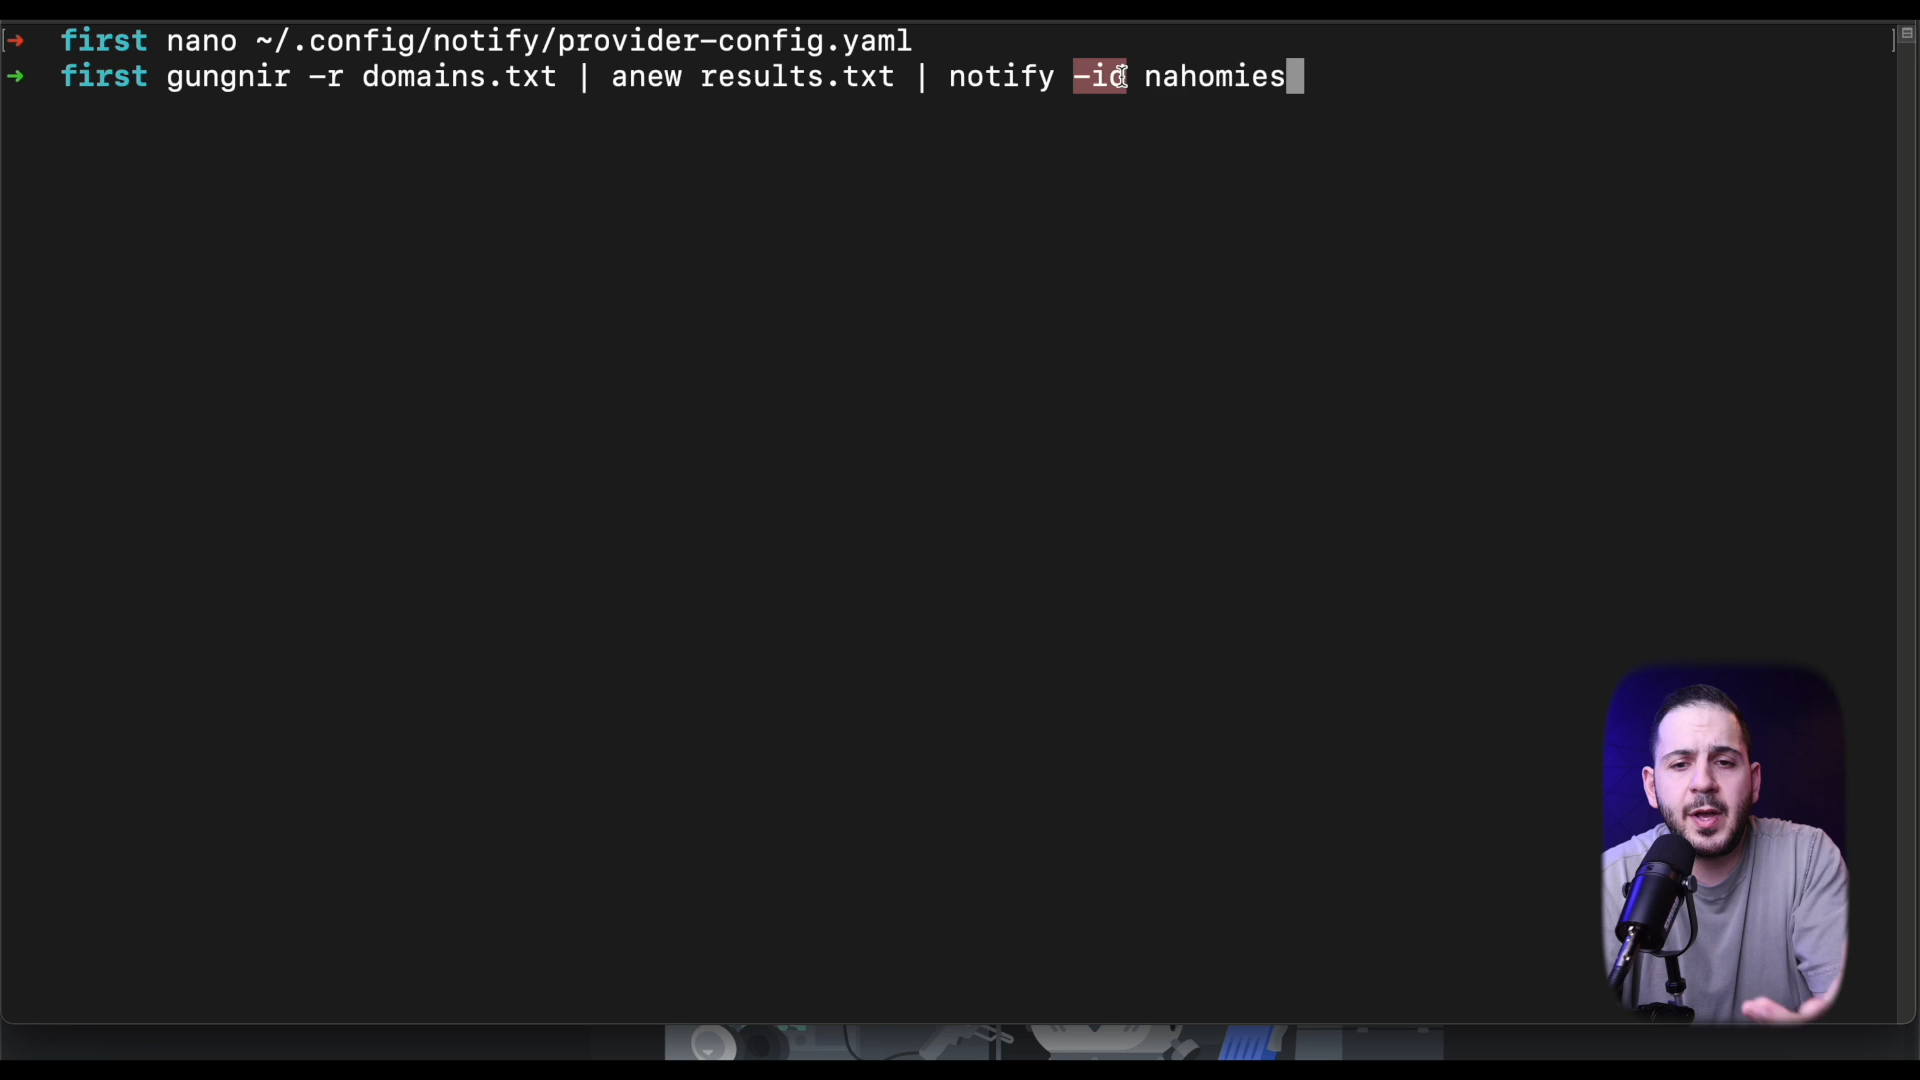 first nano ~/.config/notify/provider-config.yaml
first gungnir -r domains.txt | anew results.txt | notify -id nahomies